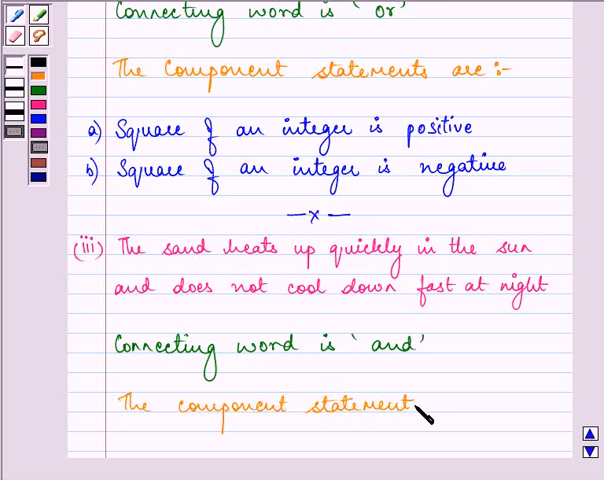 Connecting word is ' or'
The Component statements are :-
a) Square of an integer is positive
b) Square of an integer is negative
—x—
(iii) The sand heats up quickly in the sun
and does not cool down fast at night
Connecting word is ' and'
The component statement